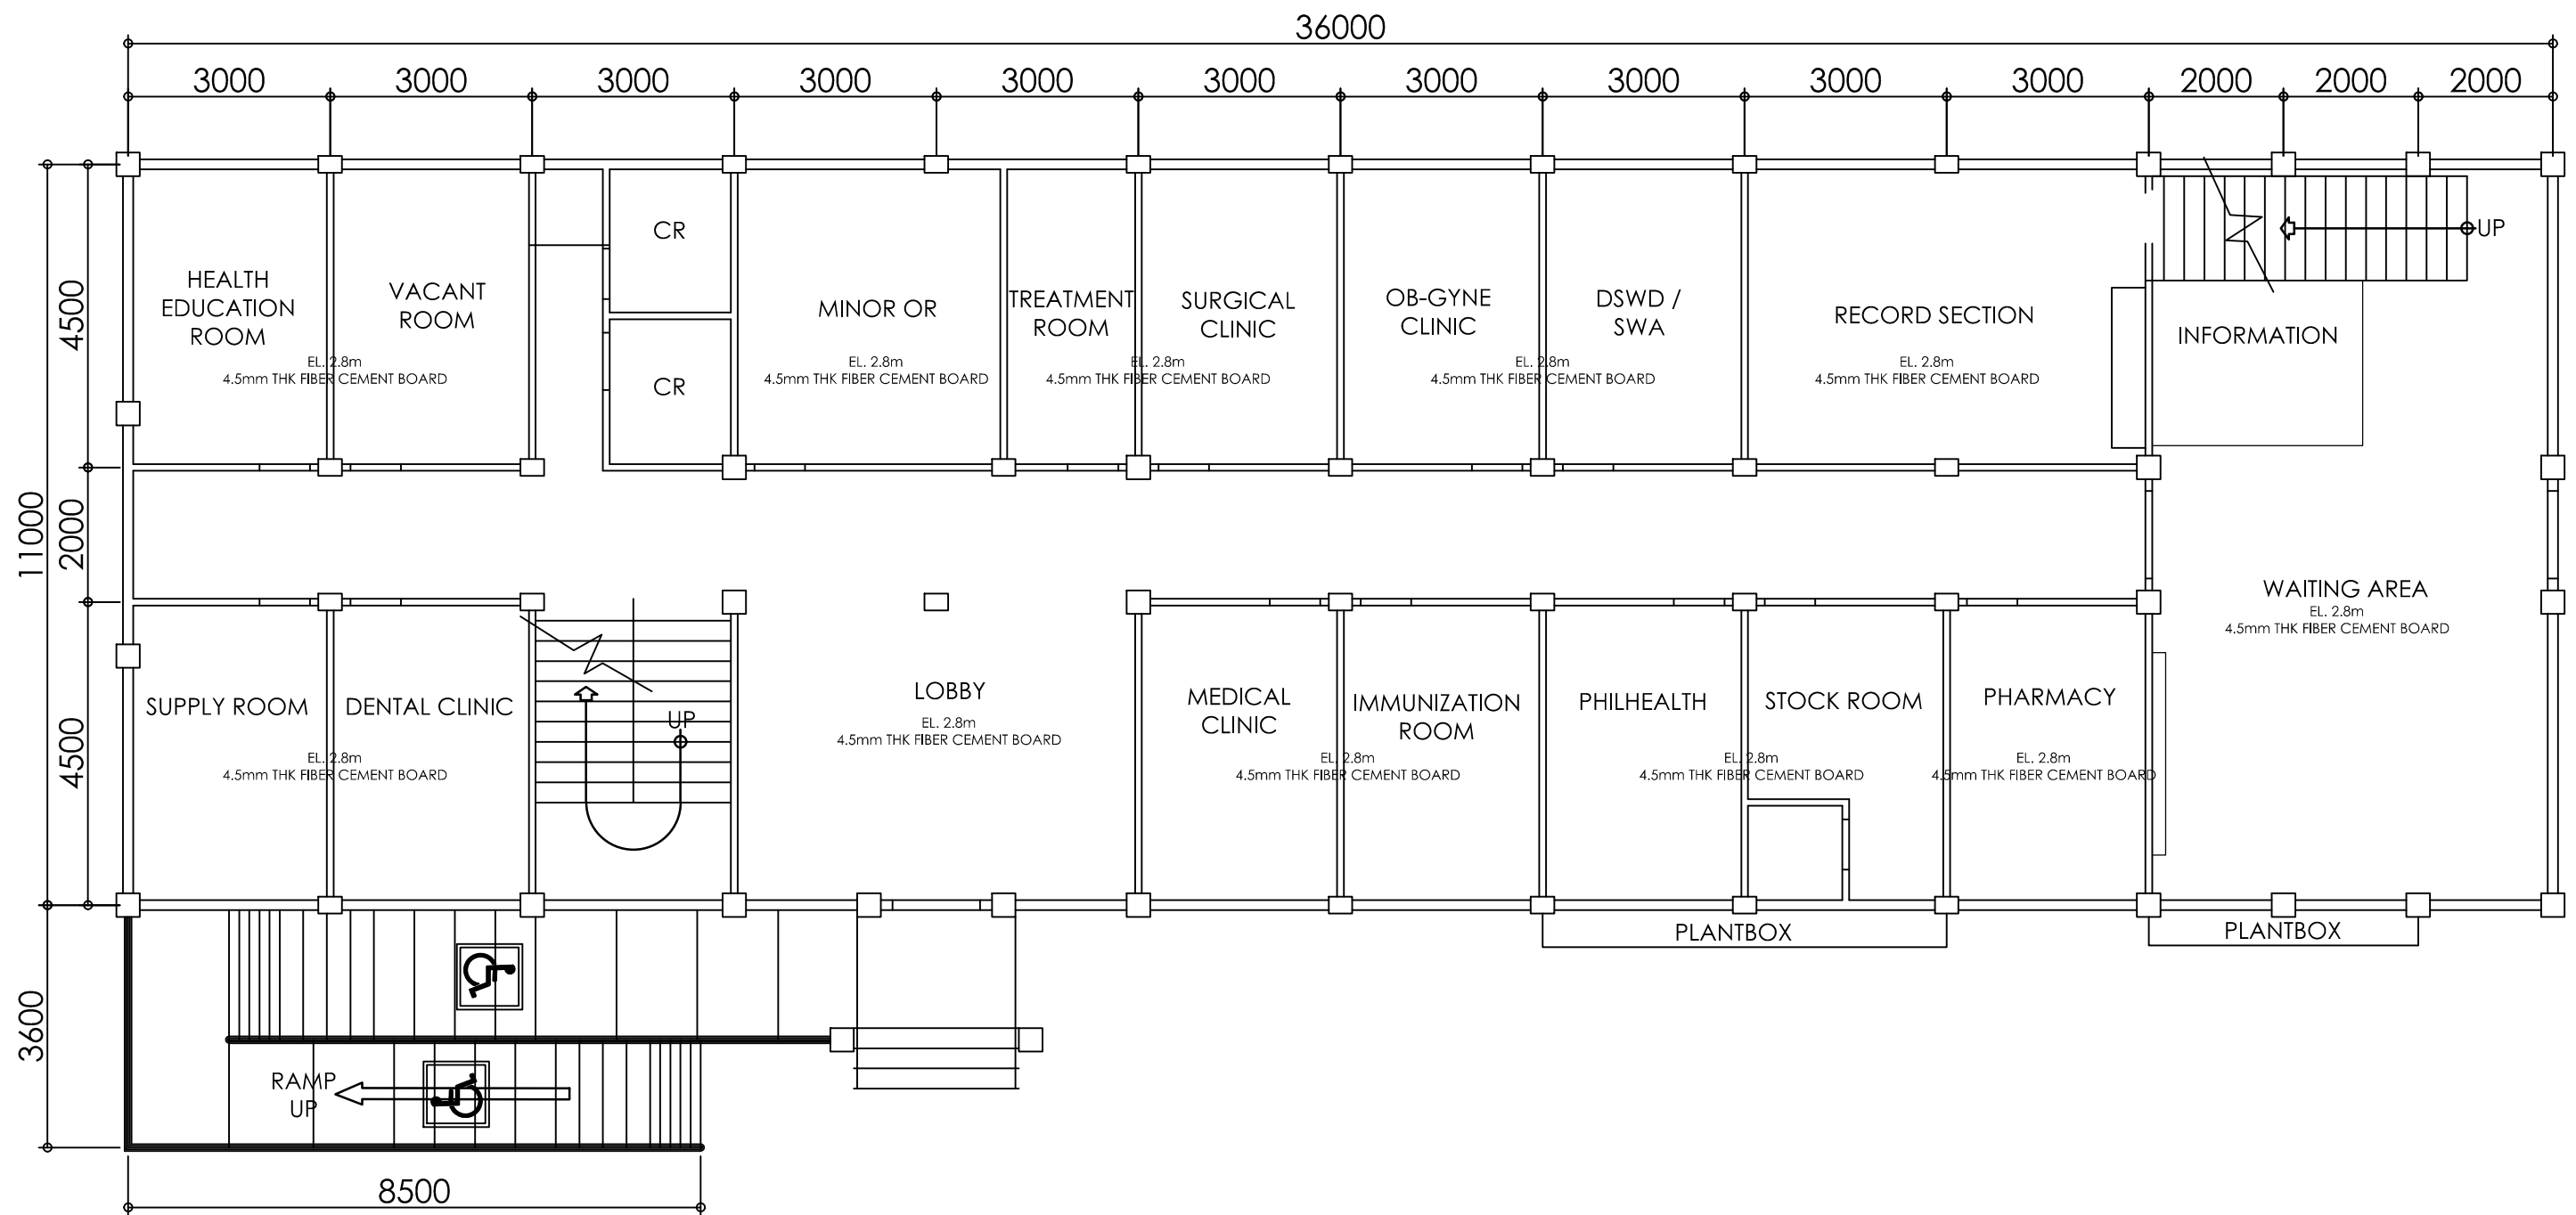 36000
3000 3000 3000 3000 3000 3000 3000 3000 3000 3000 2000 2000 2000
11000
4500
2000
4500
3600
8500
HEALTH
EDUCATION
ROOM
VACANT
ROOM
EL. 2.8m
4.5mm THK FIBER CEMENT BOARD
CR
CR
MINOR OR
EL. 2.8m
4.5mm THK FIBER CEMENT BOARD
TREATMENT
ROOM
SURGICAL
CLINIC
EL. 2.8m
4.5mm THK FIBER CEMENT BOARD
OB-GYNE
CLINIC
DSWD /
SWA
EL. 2.8m
4.5mm THK FIBER CEMENT BOARD
RECORD SECTION
EL. 2.8m
4.5mm THK FIBER CEMENT BOARD
UP
INFORMATION
WAITING AREA
EL. 2.8m
4.5mm THK FIBER CEMENT BOARD
SUPPLY ROOM
DENTAL CLINIC
EL. 2.8m
4.5mm THK FIBER CEMENT BOARD
UP
LOBBY
EL. 2.8m
4.5mm THK FIBER CEMENT BOARD
MEDICAL
CLINIC
IMMUNIZATION
ROOM
EL. 2.8m
4.5mm THK FIBER CEMENT BOARD
PHILHEALTH
STOCK ROOM
EL. 2.8m
4.5mm THK FIBER CEMENT BOARD
PHARMACY
EL. 2.8m
4.5mm THK FIBER CEMENT BOARD
PLANTBOX
PLANTBOX
RAMP
UP